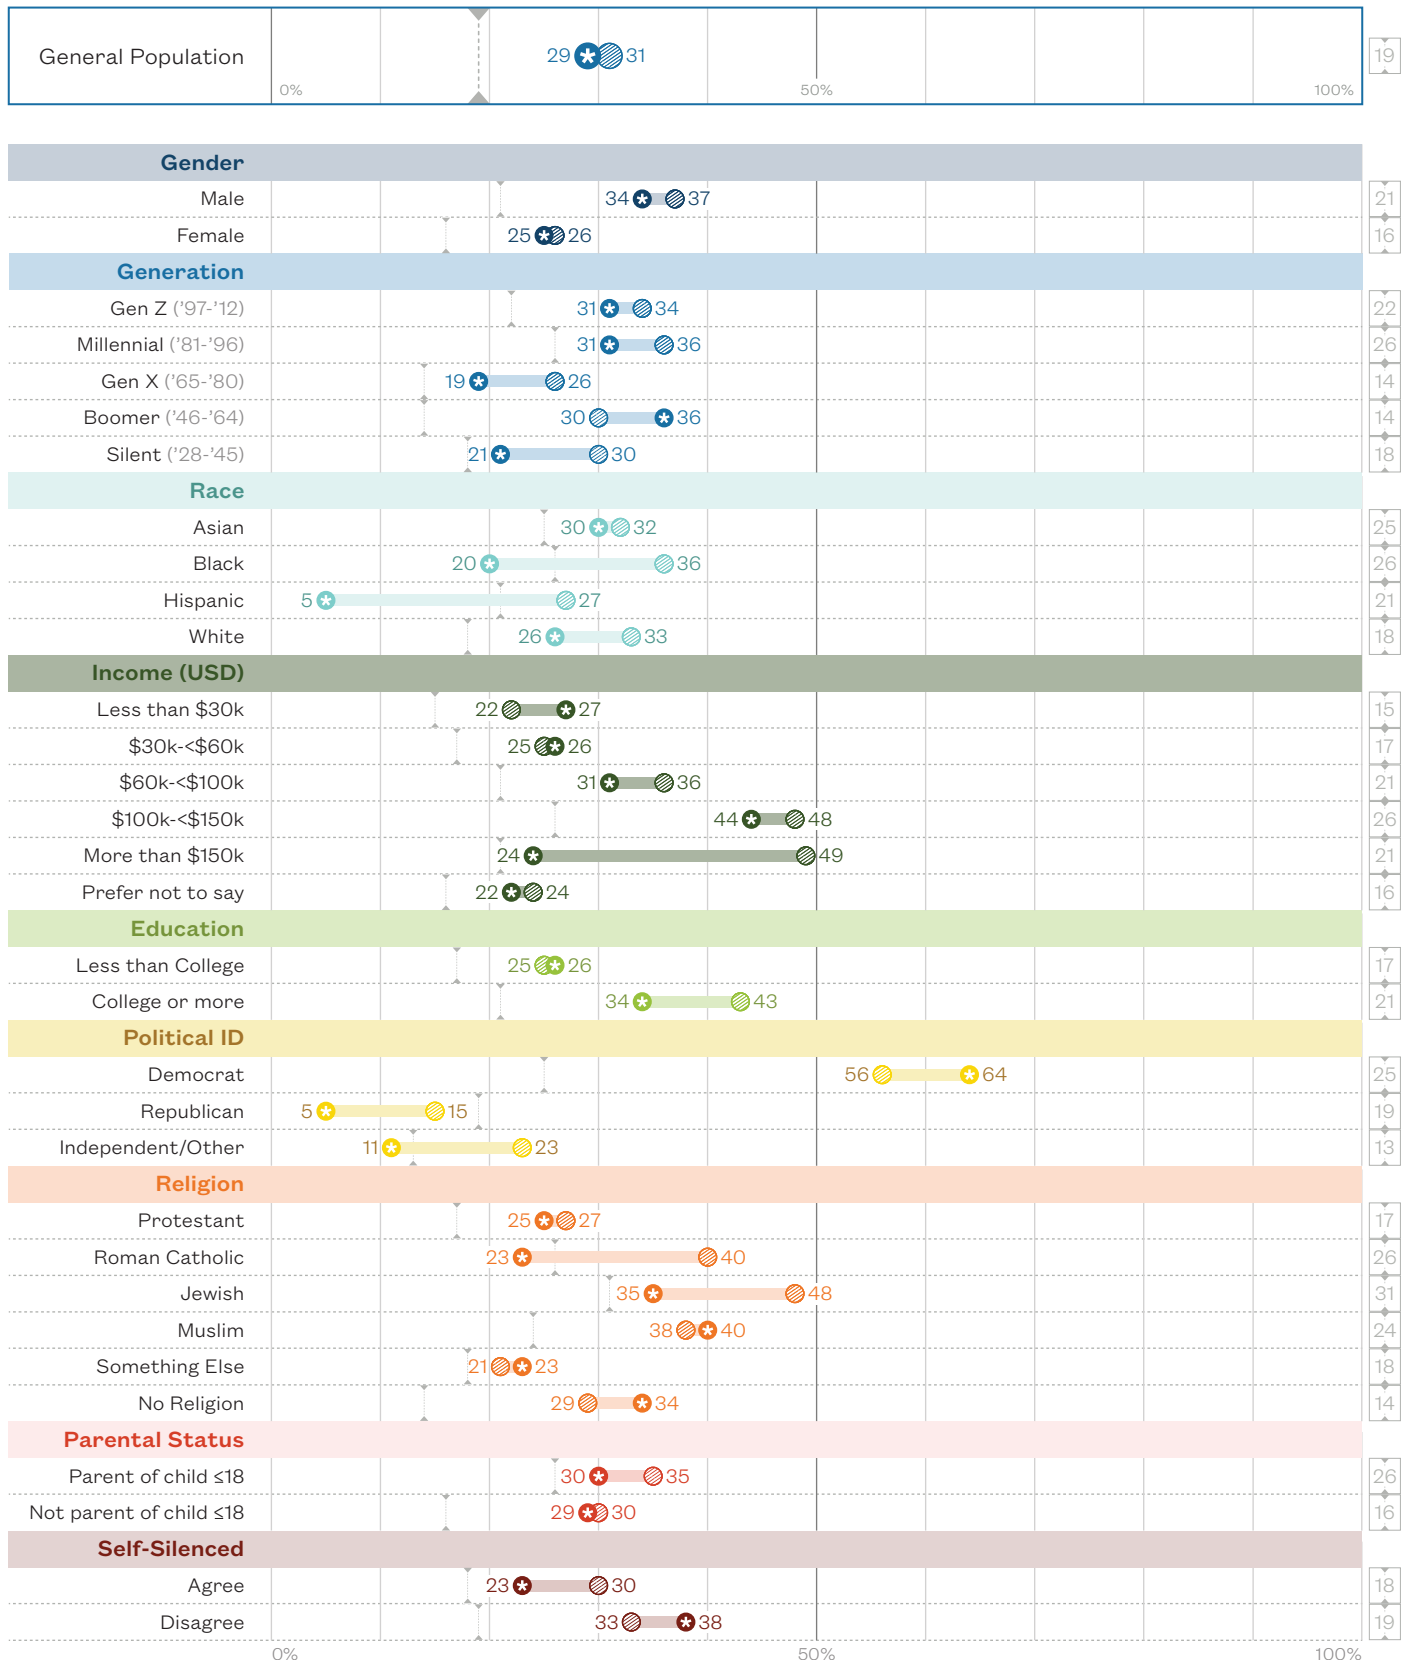 General Population 29 31 19
0% 50% 100%
Gender
Male 34 37 21
Female 25 26 16
Generation
Gen Z (’97-’12) 31 34 22
Millennial (’81-’96) 31 36 26
Gen X (’65-’80) 19 26 14
Boomer (’46-’64) 30 36 14
Silent (’28-’45) 21 30 18
Race
Asian 30 32 25
Black 20 36 26
Hispanic 5 27 21
White 26 33 18
Income (USD)
Less than $30k 22 27 15
$30k-<$60k 25 26 17
$60k-<$100k 31 36 21
$100k-<$150k 44 48 26
More than $150k 24 49 21
Prefer not to say 22 24 16
Education
Less than College 25 26 17
College or more 34 43 21
Political ID
Democrat 56 64 25
Republican 5 15 19
Independent/Other 11 23 13
Religion
Protestant 25 27 17
Roman Catholic 23 40 26
Jewish 35 48 31
Muslim 38 40 24
Something Else 21 23 18
No Religion 29 34 14
Parental Status
Parent of child ≤18 30 35 26
Not parent of child ≤18 29 30 16
Self-Silenced
Agree 23 30 18
Disagree 33 38 19
0% 50% 100%